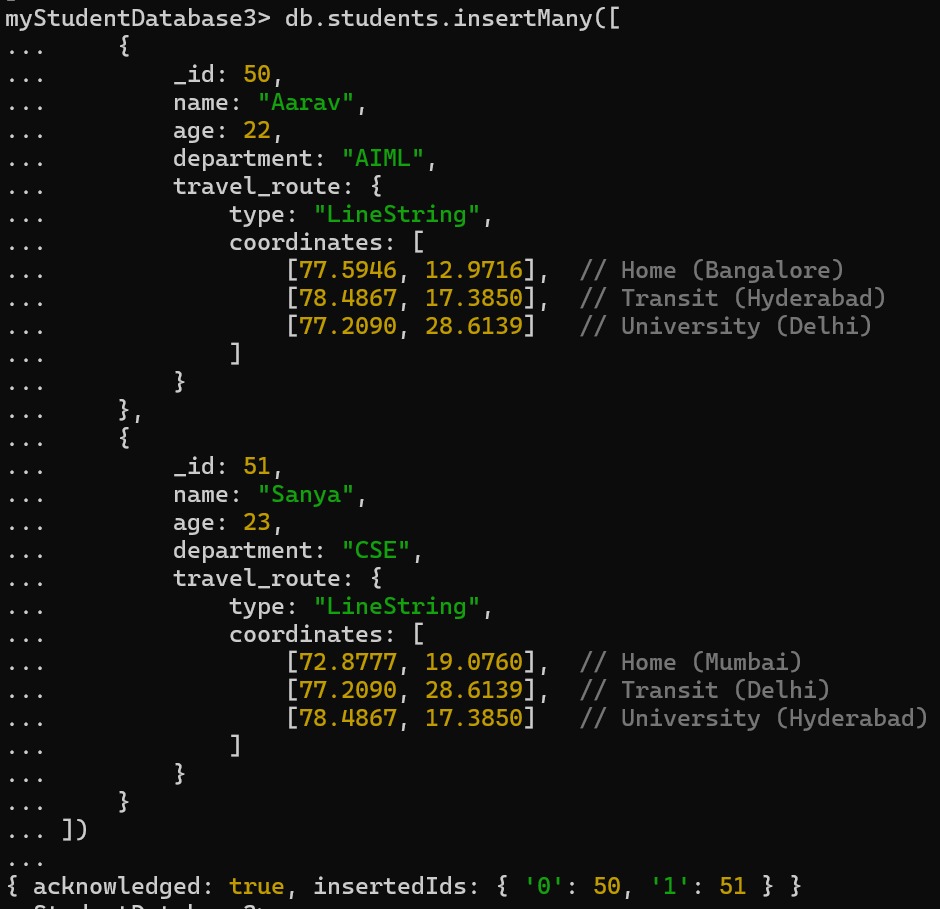 myStudentDatabase3> db.students.insertMany([
...     {
...         _id: 50,
...         name: "Aarav",
...         age: 22,
...         department: "AIML",
...         travel_route: {
...             type: "LineString",
...             coordinates: [
...                 [77.5946, 12.9716],  // Home (Bangalore)
...                 [78.4867, 17.3850],  // Transit (Hyderabad)
...                 [77.2090, 28.6139]   // University (Delhi)
...             ]
...         }
...     },
...     {
...         _id: 51,
...         name: "Sanya",
...         age: 23,
...         department: "CSE",
...         travel_route: {
...             type: "LineString",
...             coordinates: [
...                 [72.8777, 19.0760],  // Home (Mumbai)
...                 [77.2090, 28.6139],  // Transit (Delhi)
...                 [78.4867, 17.3850]   // University (Hyderabad)
...             ]
...         }
...     }
... ])
...
{ acknowledged: true, insertedIds: { '0': 50, '1': 51 } }